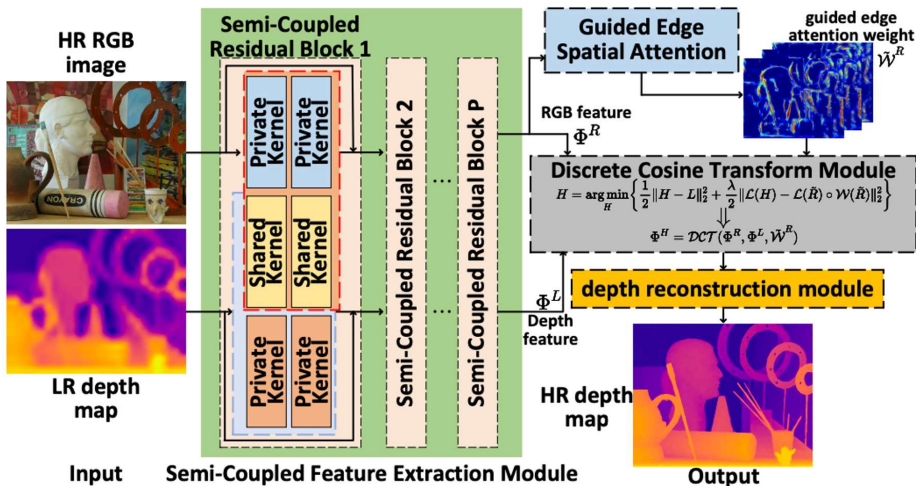 HR RGB
image
CRAYON
LR depth
map
Input
Semi-Coupled
Residual Block 1
Private
Kernel
Private
Kernel
Shared
Kernel
Shared
Kernel
Private
Kernel
Private
Kernel
Semi-Coupled Residual Block 2
...
...
...
Semi-Coupled Residual Block P
Semi-Coupled Feature Extraction Module
Guided Edge
Spatial Attention
guided edge
attention weight
W̃^R
RGB feature
Φ^R
Discrete Cosine Transform Module
H = arg min_H {1/2 ||H − L||_2^2 + λ/2 ||ℒ(H) − ℒ(R̃) ∘ 𝒲(R̃)||_2^2}
⇓
Φ^H = 𝒟𝒞𝒯(Φ^R, Φ^L, W̃^R)
Φ^L
Depth
feature
depth reconstruction module
HR depth
map
Output